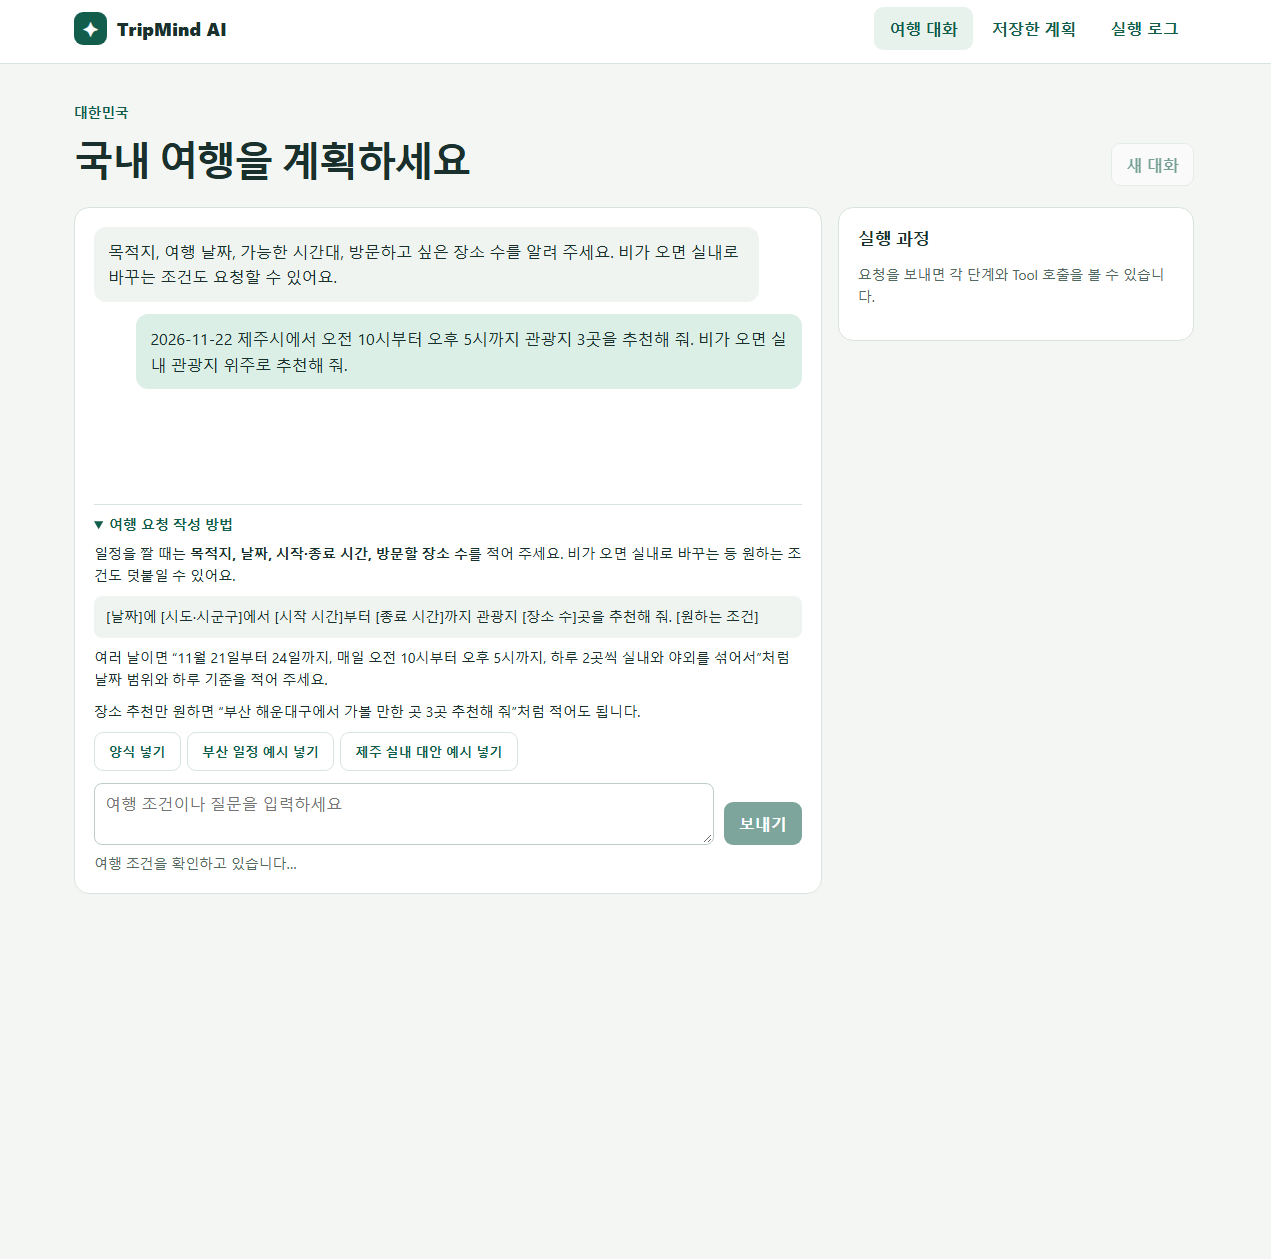 TripMind AI
여행 대화
저장한 계획
실행 로그
대한민국
국내 여행을 계획하세요
새 대화
목적지, 여행 날짜, 가능한 시간대, 방문하고 싶은 장소 수를 알려 주세요. 비가 오면 실내로
바꾸는 조건도 요청할 수 있어요.
2026-11-22 제주시에서 오전 10시부터 오후 5시까지 관광지 3곳을 추천해 줘. 비가 오면 실
내 관광지 위주로 추천해 줘.
실행 과정
요청을 보내면 각 단계와 Tool 호출을 볼 수 있습니
다.
▼ 여행 요청 작성 방법
일정을 짤 때는 목적지, 날짜, 시작·종료 시간, 방문할 장소 수를 적어 주세요. 비가 오면 실내로 바꾸는 등 원하는 조
건도 덧붙일 수 있어요.
[날짜]에 [시도·시군구]에서 [시작 시간]부터 [종료 시간]까지 관광지 [장소 수]곳을 추천해 줘. [원하는 조건]
여러 날이면 “11월 21일부터 24일까지, 매일 오전 10시부터 오후 5시까지, 하루 2곳씩 실내와 야외를 섞어서”처럼
날짜 범위와 하루 기준을 적어 주세요.
장소 추천만 원하면 “부산 해운대구에서 가볼 만한 곳 3곳 추천해 줘”처럼 적어도 됩니다.
양식 넣기
부산 일정 예시 넣기
제주 실내 대안 예시 넣기
여행 조건이나 질문을 입력하세요
보내기
여행 조건을 확인하고 있습니다...